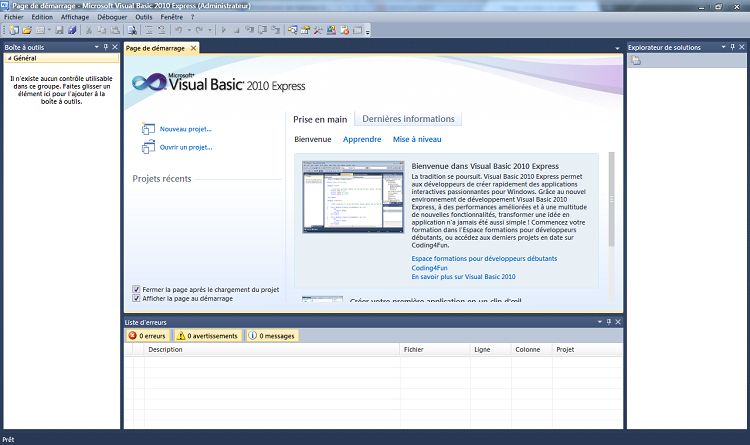 Page de démarrage - Microsoft Visual Basic 2010 Express (Administrateur)
Fichier Edition Affichage Déboguer Outils Fenêtre ?
Boîte à outils
Général
Il n'existe aucun contrôle utilisable
dans ce groupe. Faites glisser un
élément ici pour l'ajouter à la
boîte à outils.
Page de démarrage
Microsoft®
Visual Basic® 2010 Express
Nouveau projet...
Ouvrir un projet...
Projets récents
Fermer la page après le chargement du projet
Afficher la page au démarrage
Prise en main Dernières informations
Bienvenue Apprendre Mise à niveau
Bienvenue dans Visual Basic 2010 Express
La tradition se poursuit. Visual Basic 2010 Express permet
aux développeurs de créer rapidement des applications
interactives passionnantes pour Windows. Grâce au nouvel
environnement de développement Visual Basic 2010
Express, à des performances améliorées et à une multitude
de nouvelles fonctionnalités, transformer une idée en
application n'a jamais été aussi simple ! Commencez votre
formation dans l'Espace formations pour développeurs
débutants, ou accédez aux derniers projets en date sur
Coding4Fun.
Espace formations pour développeurs débutants
Coding4Fun
En savoir plus sur Visual Basic 2010
Créer votre première application en un clin d'œil
Explorateur de solutions
Liste d'erreurs
0 erreurs 0 avertissements 0 messages
Description Fichier Ligne Colonne Projet
Prêt